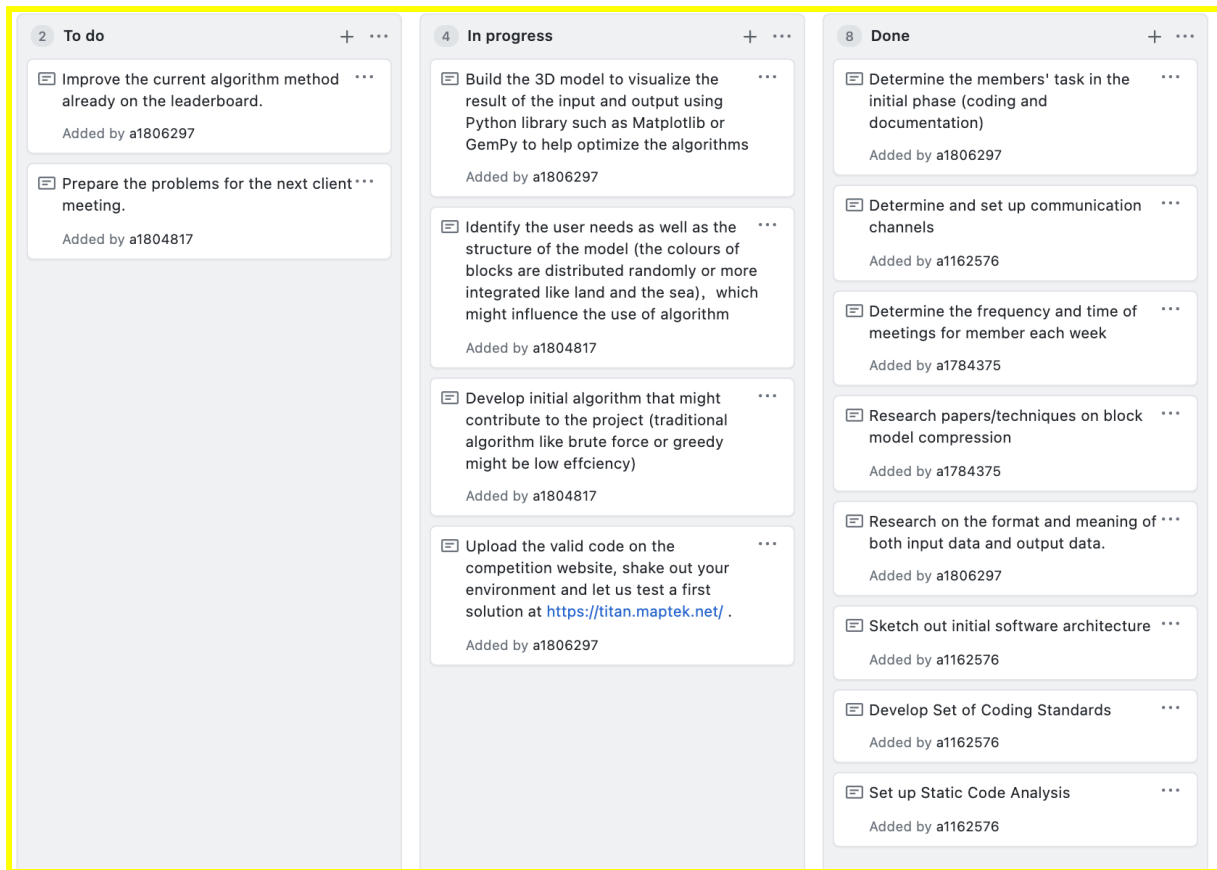 2 To do
Improve the current algorithm method
already on the leaderboard.
Added by a1806297
Prepare the problems for the next client
meeting.
Added by a1804817
4 In progress
Build the 3D model to visualize the
result of the input and output using
Python library such as Matplotlib or
GemPy to help optimize the algorithms
Added by a1806297
Identify the user needs as well as the
structure of the model (the colours of
blocks are distributed randomly or more
integrated like land and the sea)，which
might influence the use of algorithm
Added by a1804817
Develop initial algorithm that might
contribute to the project (traditional
algorithm like brute force or greedy
might be low effciency)
Added by a1804817
Upload the valid code on the
competition website, shake out your
environment and let us test a first
solution at https://titan.maptek.net/ .
Added by a1806297
8 Done
Determine the members' task in the
initial phase (coding and
documentation)
Added by a1806297
Determine and set up communication
channels
Added by a1162576
Determine the frequency and time of
meetings for member each week
Added by a1784375
Research papers/techniques on block
model compression
Added by a1784375
Research on the format and meaning of
both input data and output data.
Added by a1806297
Sketch out initial software architecture
Added by a1162576
Develop Set of Coding Standards
Added by a1162576
Set up Static Code Analysis
Added by a1162576